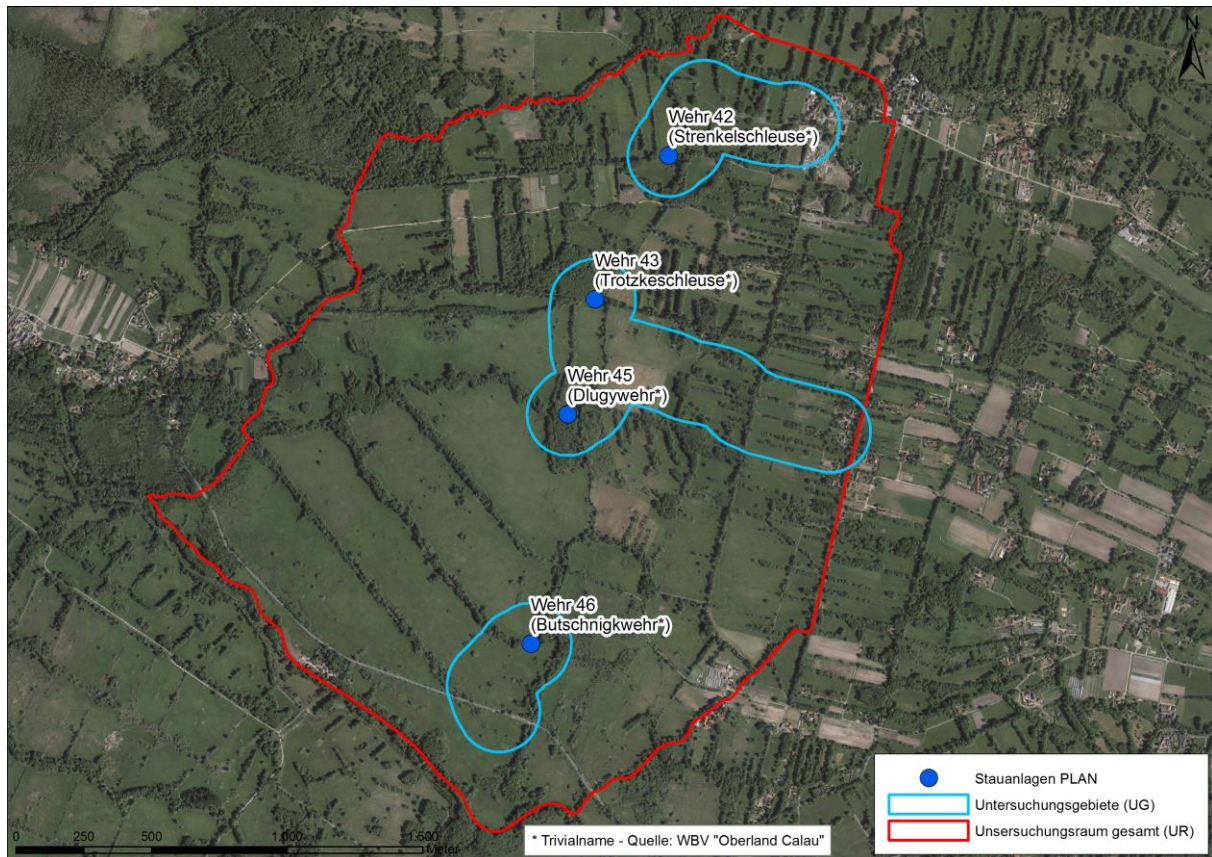 N
Wehr 42
(Strenkelschleuse*)
Wehr 43
(Trotzkeschleuse*)
Wehr 45
(Dlugywehr*)
Wehr 46
(Butschnigkwehr*)
Stauanlagen PLAN
Untersuchungsgebiete (UG)
Unsersuchungsraum gesamt (UR)
0 500 1.000 1.500
Meter
* Trivialname - Quelle: WBV "Oberland Calau"